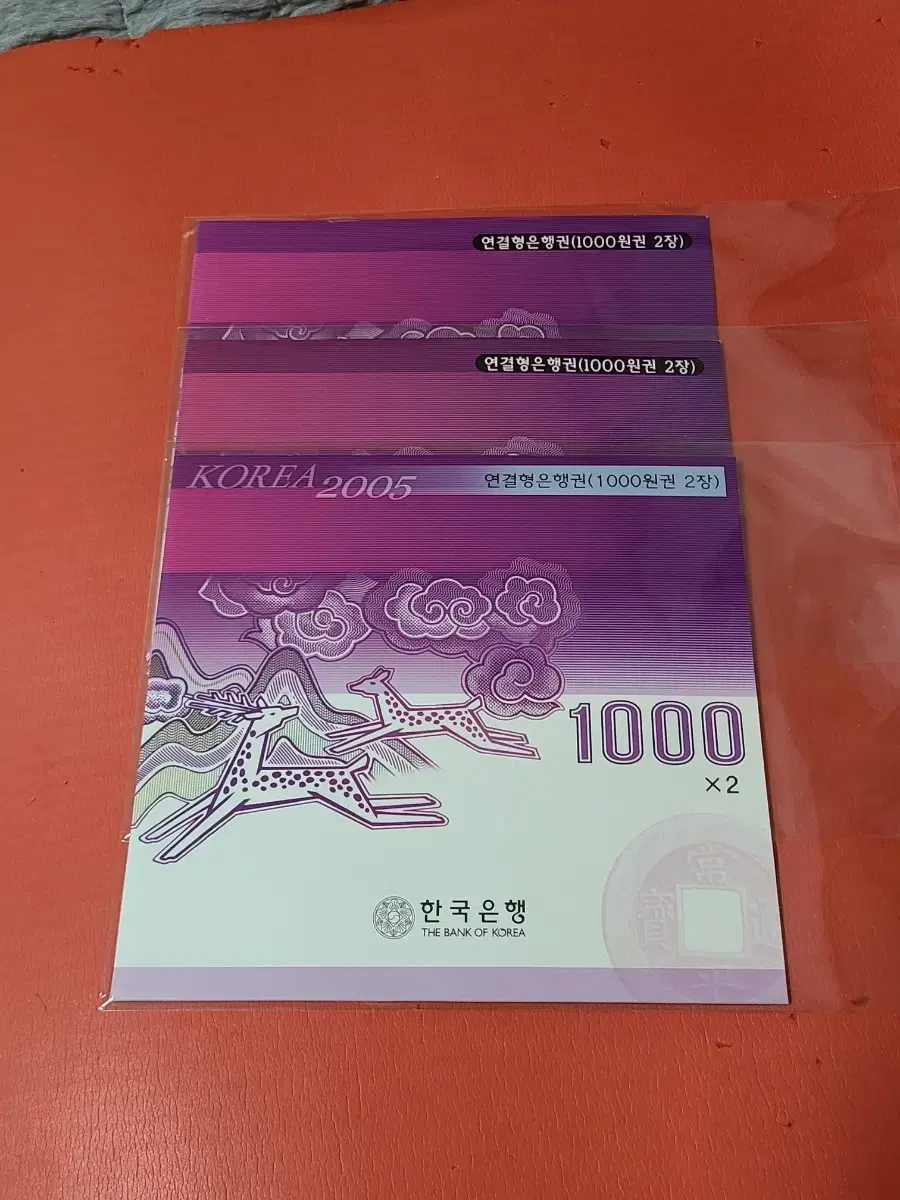 연결형은행권(1000원권 2장)
연결형은행권(1000원권 2장)
KOREA 2005
연결형은행권(1000원권 2장)
1000
×2
常
平
한국은행
THE BANK OF KOREA